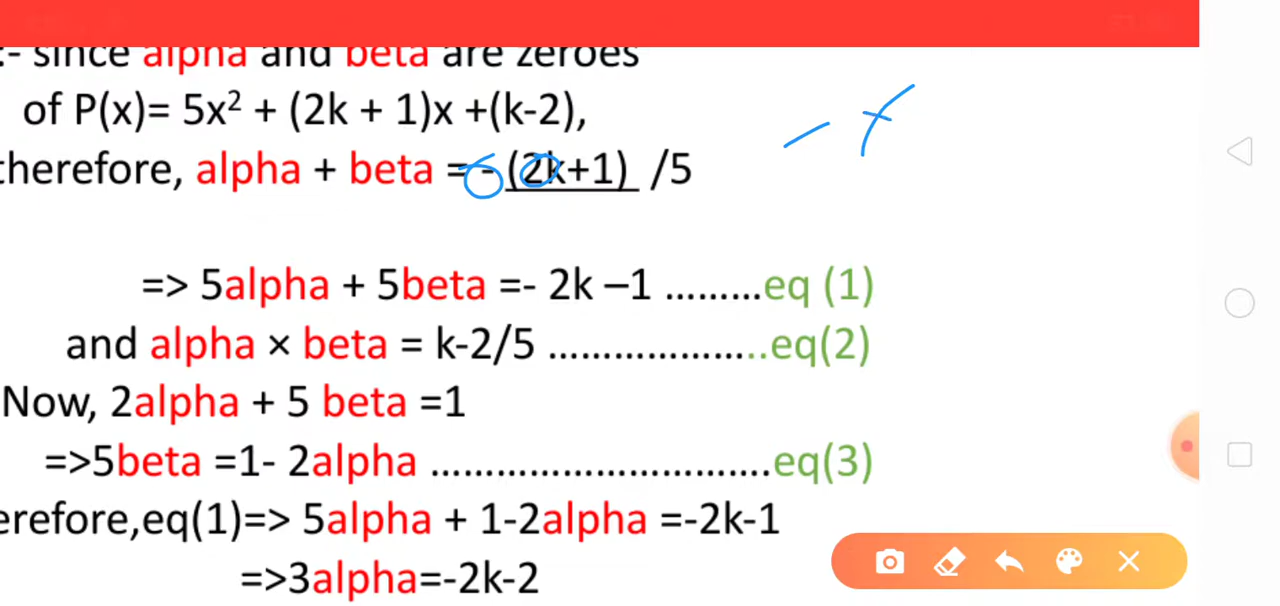 :- since alpha and beta are zeroes
of P(x)= 5x² + (2k + 1)x +(k-2),
therefore, alpha + beta = - (2k+1) /5
=> 5alpha + 5beta =- 2k –1 .........eq (1)
and alpha × beta = k-2/5 .....................eq(2)
Now, 2alpha + 5 beta =1
=>5beta =1- 2alpha ................................eq(3)
erefore,eq(1)=> 5alpha + 1-2alpha =-2k-1
=>3alpha=-2k-2